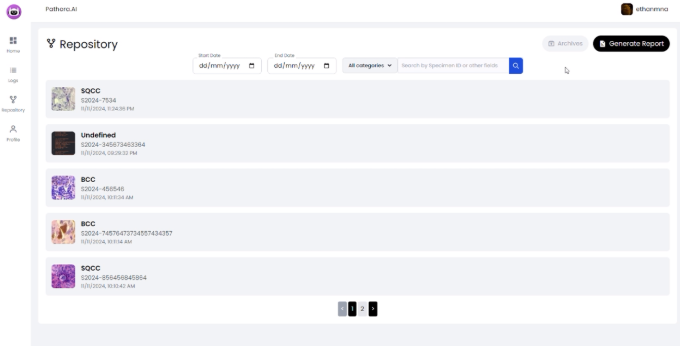 Pathora.AI
ethanmna
Home
Logs
Repository
Profile
Repository
Archives
Generate Report
Start Date
dd/mm/yyyy
End Date
dd/mm/yyyy
All categories
Search by Specimen ID or other fields
SQCC
S2024-7534
11/11/2024, 11:24:36 PM
Undefined
S2024-345673463364
11/11/2024, 09:29:32 PM
BCC
S2024-456546
11/11/2024, 10:11:34 AM
BCC
S2024-74576473734557434357
11/11/2024, 10:11:14 AM
SQCC
S2024-856456845864
11/11/2024, 10:10:42 AM
< 1 2 >